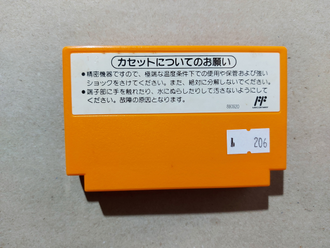 カセットについてのお願い
●精密機器ですので、極端な温度条件下での使用や保管および強い
ショックをさけてください。また、絶対に分解しないでください。
●端子部に手を触れたり、水にぬらしたりして汚さないようにして
ください。故障の原因となります。
FF
206